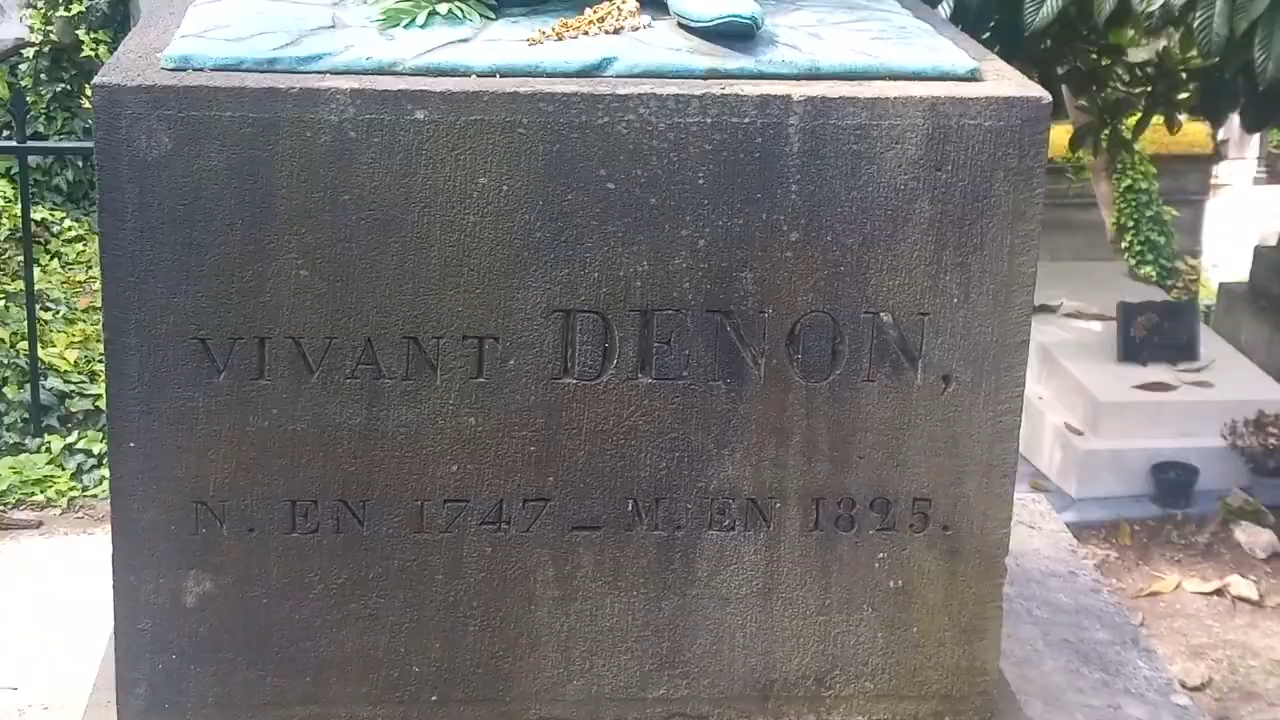 VIVANT DENON,
N. EN 1747 – M. EN 1825.